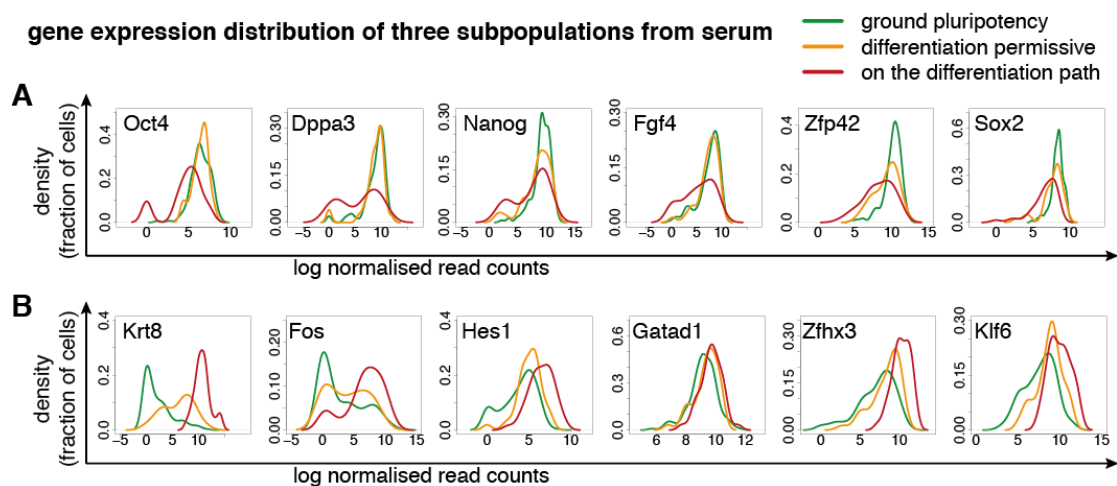 gene expression distribution of three subpopulations from serum
ground pluripotency
differentiation permissive
on the differentiation path
A
density
(fraction of cells)
Oct4
0.0 0.2 0.4
0 5 10
Dppa3
0.00 0.15 0.30
−5 0 5 10
Nanog
0.00 0.15 0.30
−5 0 5 10 15
Fgf4
0.00 0.15 0.30
−5 0 5 10 15
Zfp42
0.0 0.2 0.4
0 5 10 15
Sox2
0.0 0.3 0.6
0 5 10
log normalised read counts
B
density
(fraction of cells)
Krt8
0.0 0.2 0.4
−5 0 5 10
Fos
0.00 0.10 0.20
−5 0 5 10 15
Hes1
0.0 0.2 0.4
0 5 10
Gatad1
0.0 0.3 0.6
6 8 10 12
Zfhx3
0.00 0.15 0.30
0 5 10
Klf6
0.00 0.15 0.30
0 5 10 15
log normalised read counts